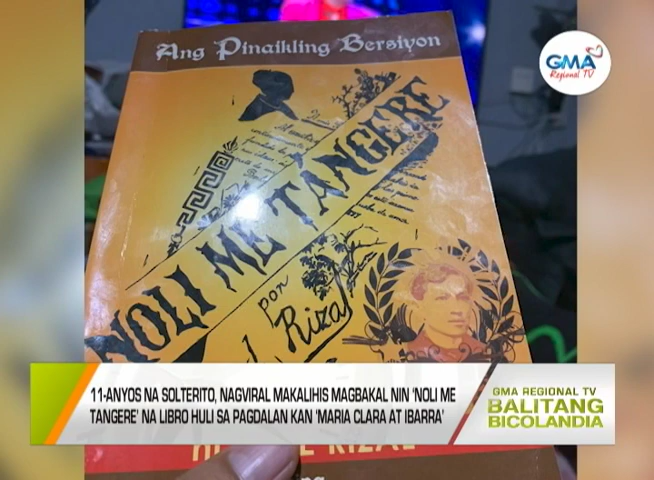 Ang Pinaikling Bersiyon
GMA
Regional TV
NOLI ME TANGERE
por
Rizal
11-ANYOS NA SOLTERITO, NAGVIRAL MAKALIHIS MAGBAKAL NIN 'NOLI ME
TANGERE' NA LIBRO HULI SA PAGDALAN KAN 'MARIA CLARA AT IBARRA'
GMA REGIONAL TV
BALITANG
BICOLANDIA